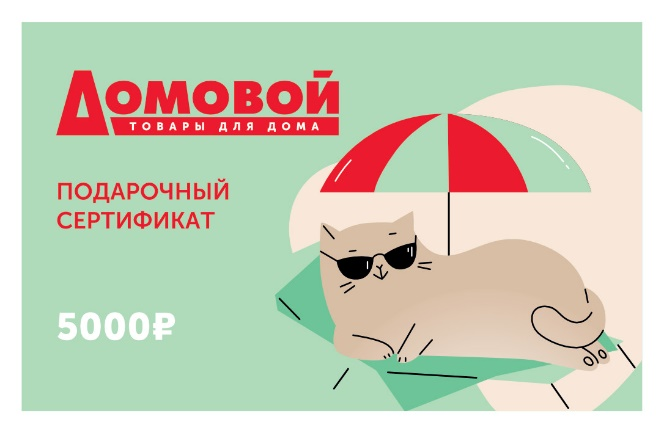 ДОМОВОЙ
ТОВАРЫ ДЛЯ ДОМА
ПОДАРОЧНЫЙ
СЕРТИФИКАТ
5000₽